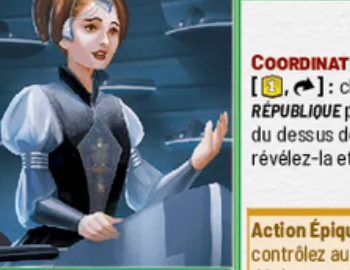 COORDINAT
[1, ] : c
RÉPUBLIQUE p
du dessus d
révélez-la et
Action Épiqu
contrôlez au